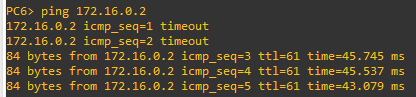 PC6> ping 172.16.0.2
172.16.0.2 icmp_seq=1 timeout
172.16.0.2 icmp_seq=2 timeout
84 bytes from 172.16.0.2 icmp_seq=3 ttl=61 time=45.745 ms
84 bytes from 172.16.0.2 icmp_seq=4 ttl=61 time=45.537 ms
84 bytes from 172.16.0.2 icmp_seq=5 ttl=61 time=43.079 ms